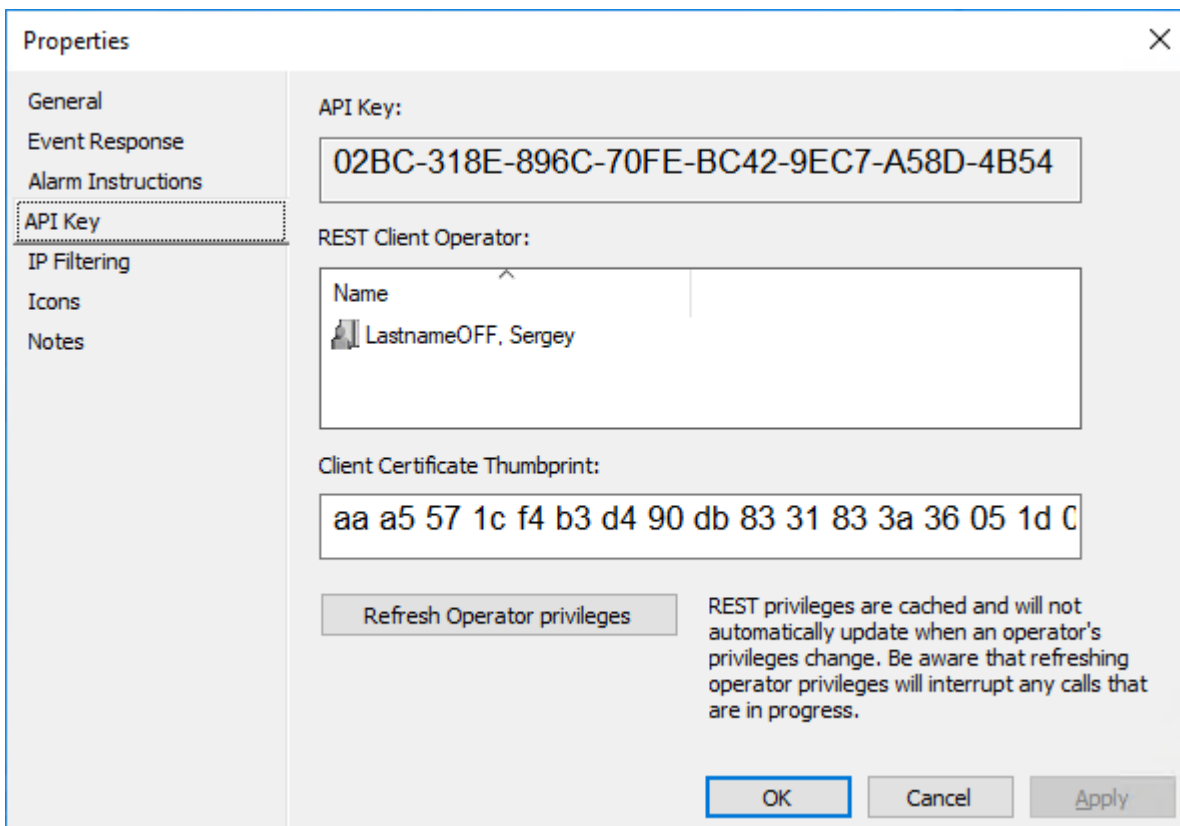 Properties
General
Event Response
Alarm Instructions
API Key
IP Filtering
Icons
Notes
API Key:
02BC-318E-896C-70FE-BC42-9EC7-A58D-4B54
REST Client Operator:
Name
LastnameOFF, Sergey
Client Certificate Thumbprint:
aa a5 57 1c f4 b3 d4 90 db 83 31 83 3a 36 05 1d
Refresh Operator privileges
REST privileges are cached and will not
automatically update when an operator's
privileges change. Be aware that refreshing
operator privileges will interrupt any calls that
are in progress.
OK
Cancel
Apply